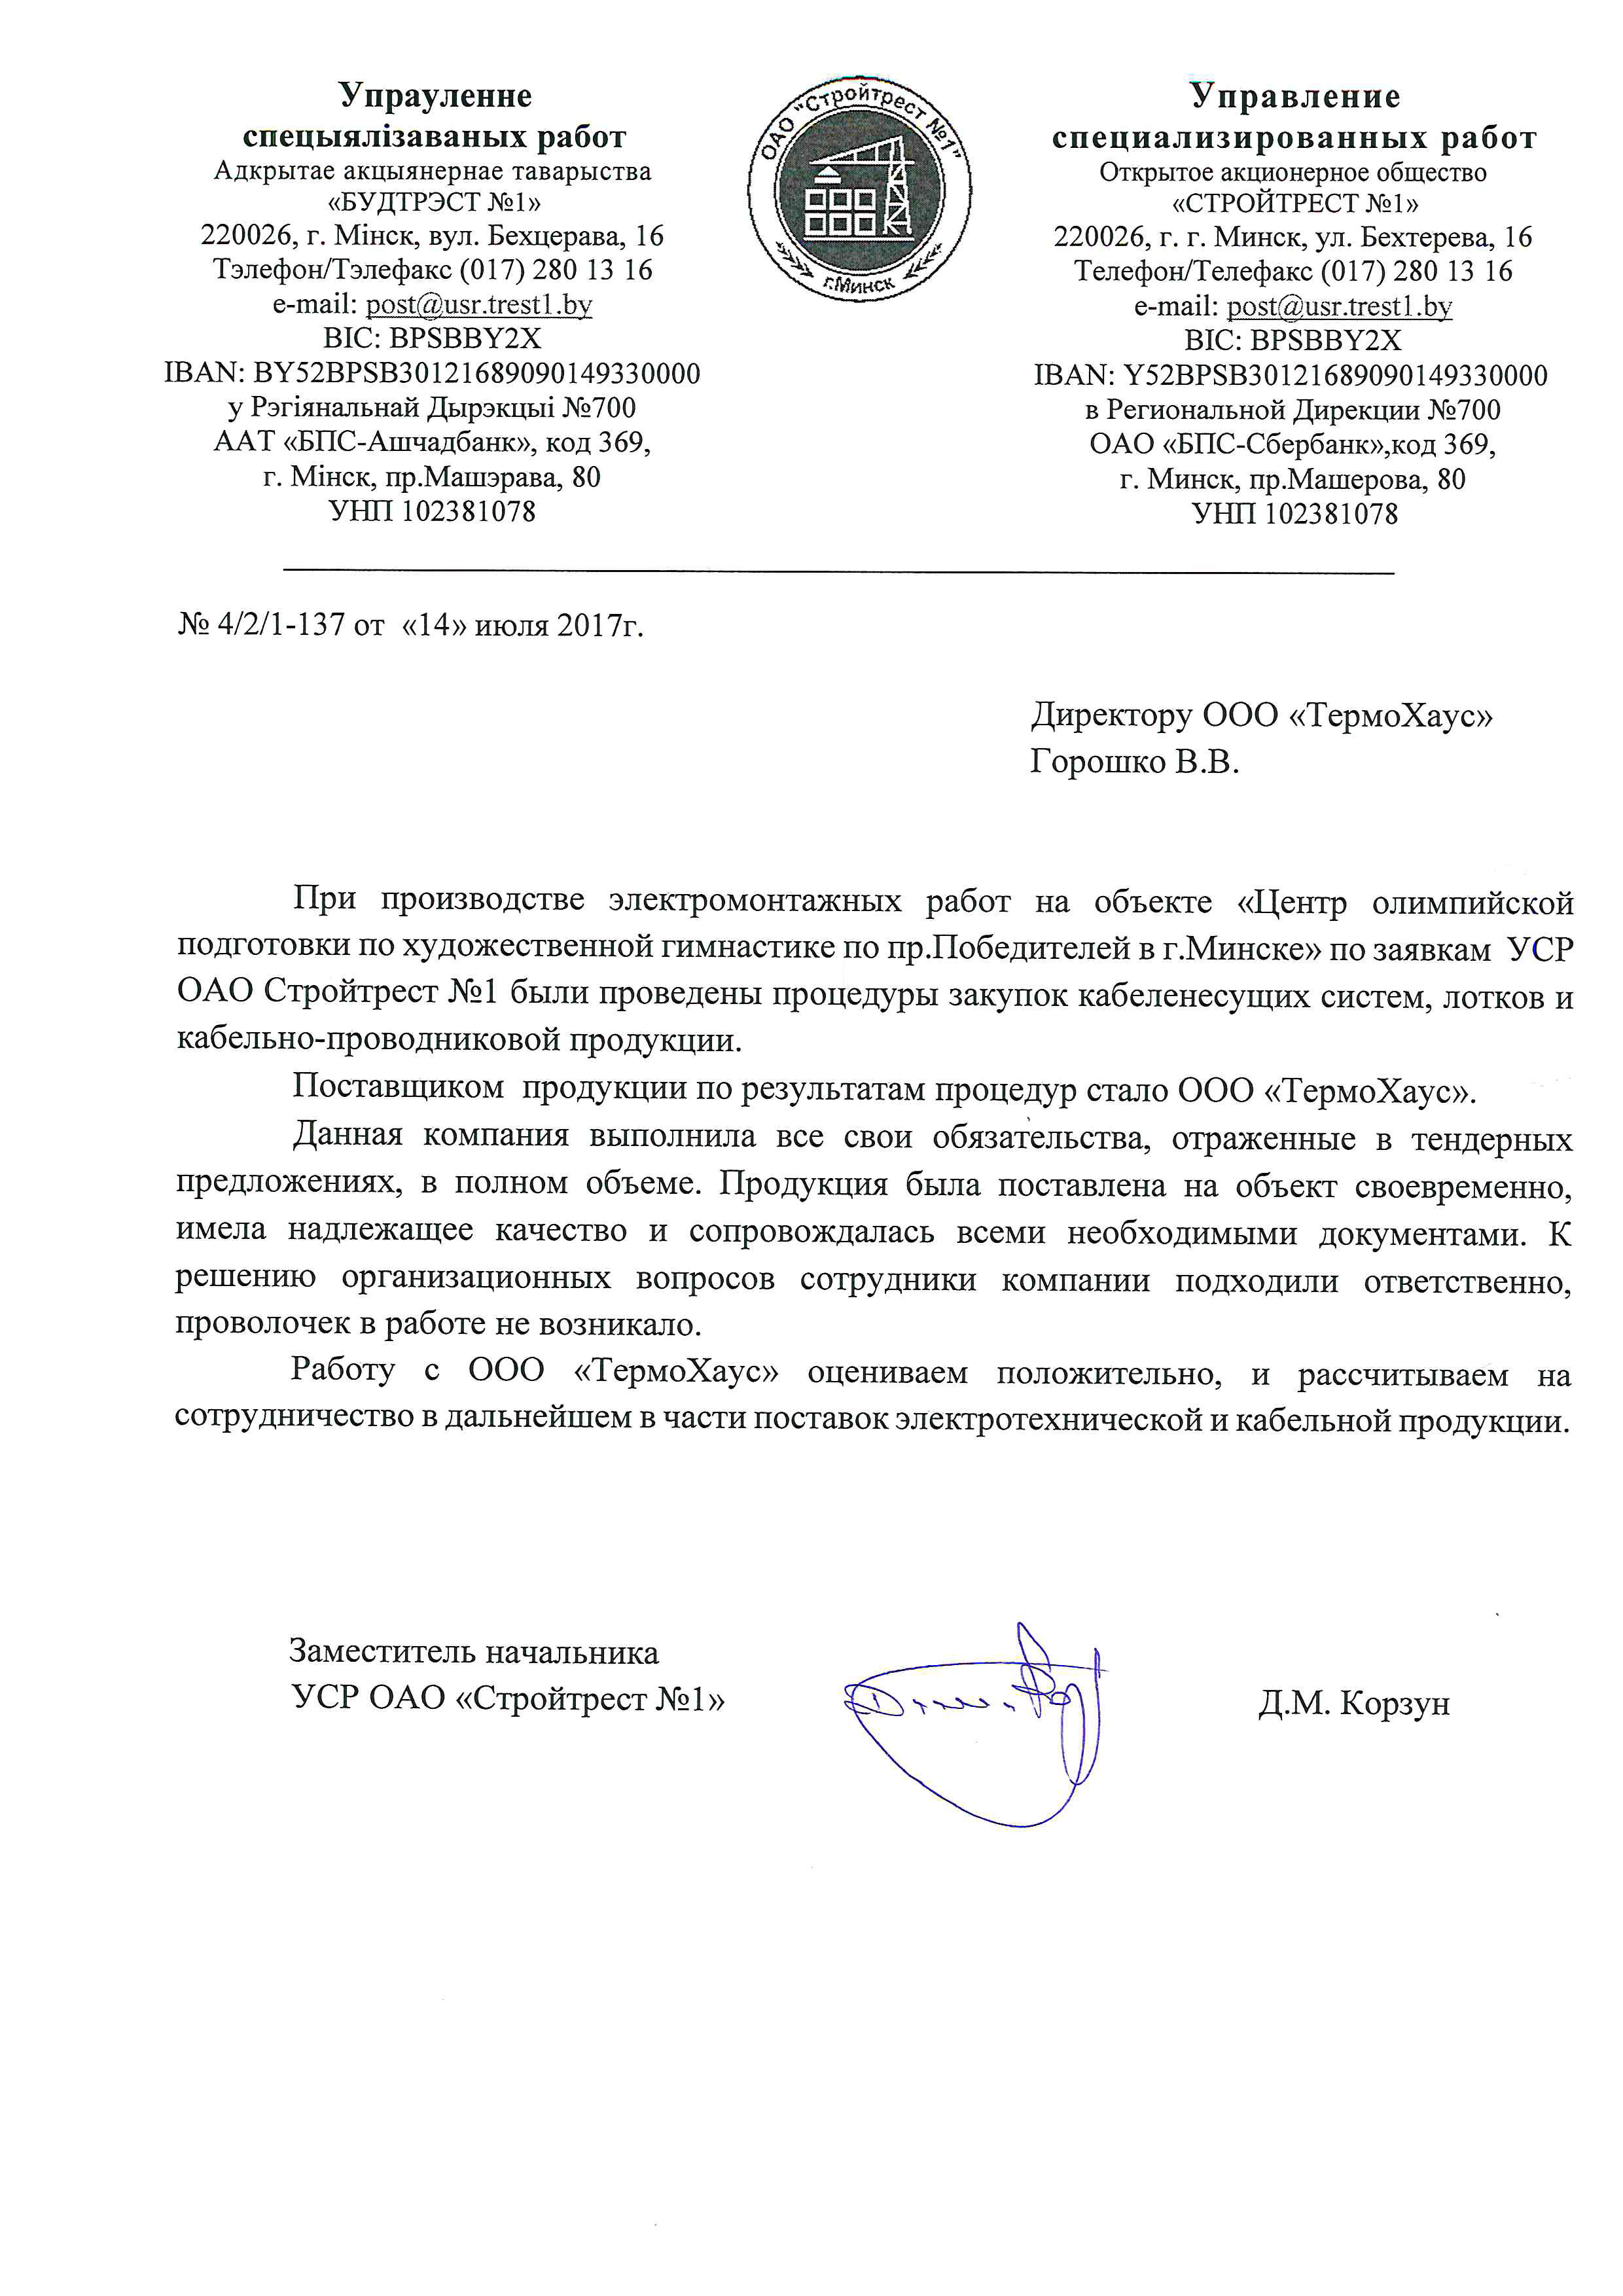 Упрауленне
спецыялізаваных работ
Адкрытае акцыянернае таварыства
«БУДТРЭСТ №1»
220026, г. Мінск, вул. Бехцерава, 16
Тэлефон/Тэлефакс (017) 280 13 16
e-mail: post@usr.trest1.by
BIC: BPSBBY2X
IBAN: BY52BPSB30121689090149330000
у Рэгіянальнай Дырэкцыі №700
ААТ «БПС-Ашчадбанк», код 369,
г. Мінск, пр.Машэрава, 80
УНП 102381078
ОАО "Стройтрест №1"
г.Минск
Управление
специализированных работ
Открытое акционерное общество
«СТРОЙТРЕСТ №1»
220026, г. г. Минск, ул. Бехтерева, 16
Телефон/Телефакс (017) 280 13 16
e-mail: post@usr.trest1.by
BIC: BPSBBY2X
IBAN: Y52BPSB30121689090149330000
в Региональной Дирекции №700
ОАО «БПС-Сбербанк»,код 369,
г. Минск, пр.Машерова, 80
УНП 102381078
№ 4/2/1-137 от «14» июля 2017г.
Директору ООО «ТермоХаус»
Горошко В.В.
При производстве электромонтажных работ на объекте «Центр олимпийской
подготовки по художественной гимнастике по пр.Победителей в г.Минске» по заявкам УСР
ОАО Стройтрест №1 были проведены процедуры закупок кабеленесущих систем, лотков и
кабельно-проводниковой продукции.
Поставщиком продукции по результатам процедур стало ООО «ТермоХаус».
Данная компания выполнила все свои обязательства, отраженные в тендерных
предложениях, в полном объеме. Продукция была поставлена на объект своевременно,
имела надлежащее качество и сопровождалась всеми необходимыми документами. К
решению организационных вопросов сотрудники компании подходили ответственно,
проволочек в работе не возникало.
Работу с ООО «ТермоХаус» оцениваем положительно, и рассчитываем на
сотрудничество в дальнейшем в части поставок электротехнической и кабельной продукции.
Заместитель начальника
УСР ОАО «Стройтрест №1»
Д.М. Корзун